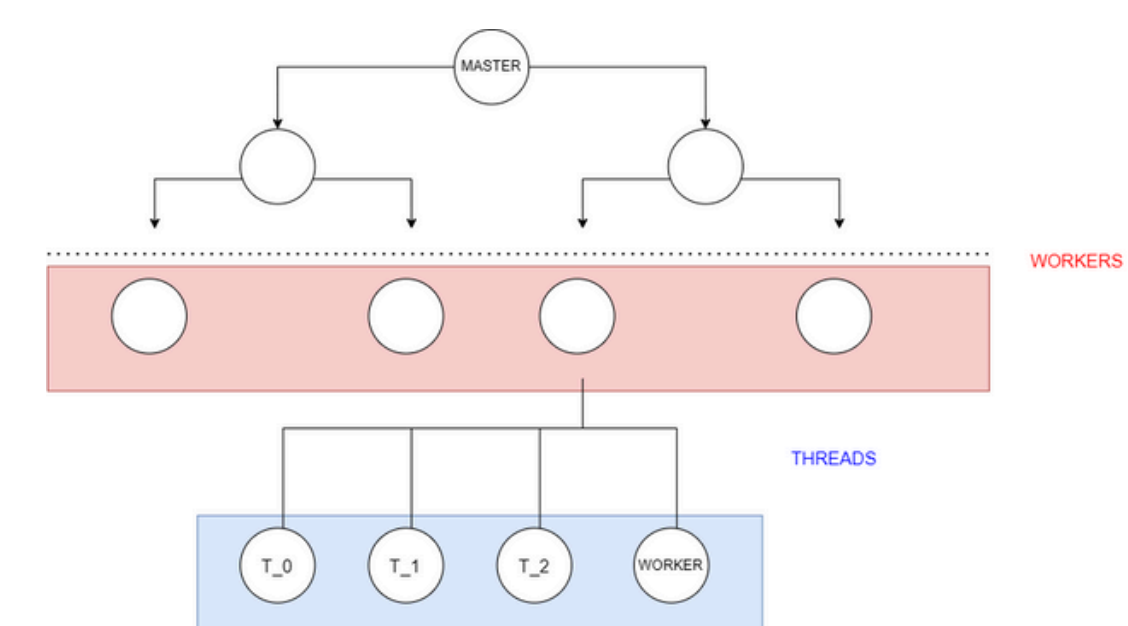 MASTER
WORKERS
THREADS
T_0
T_1
T_2
WORKER